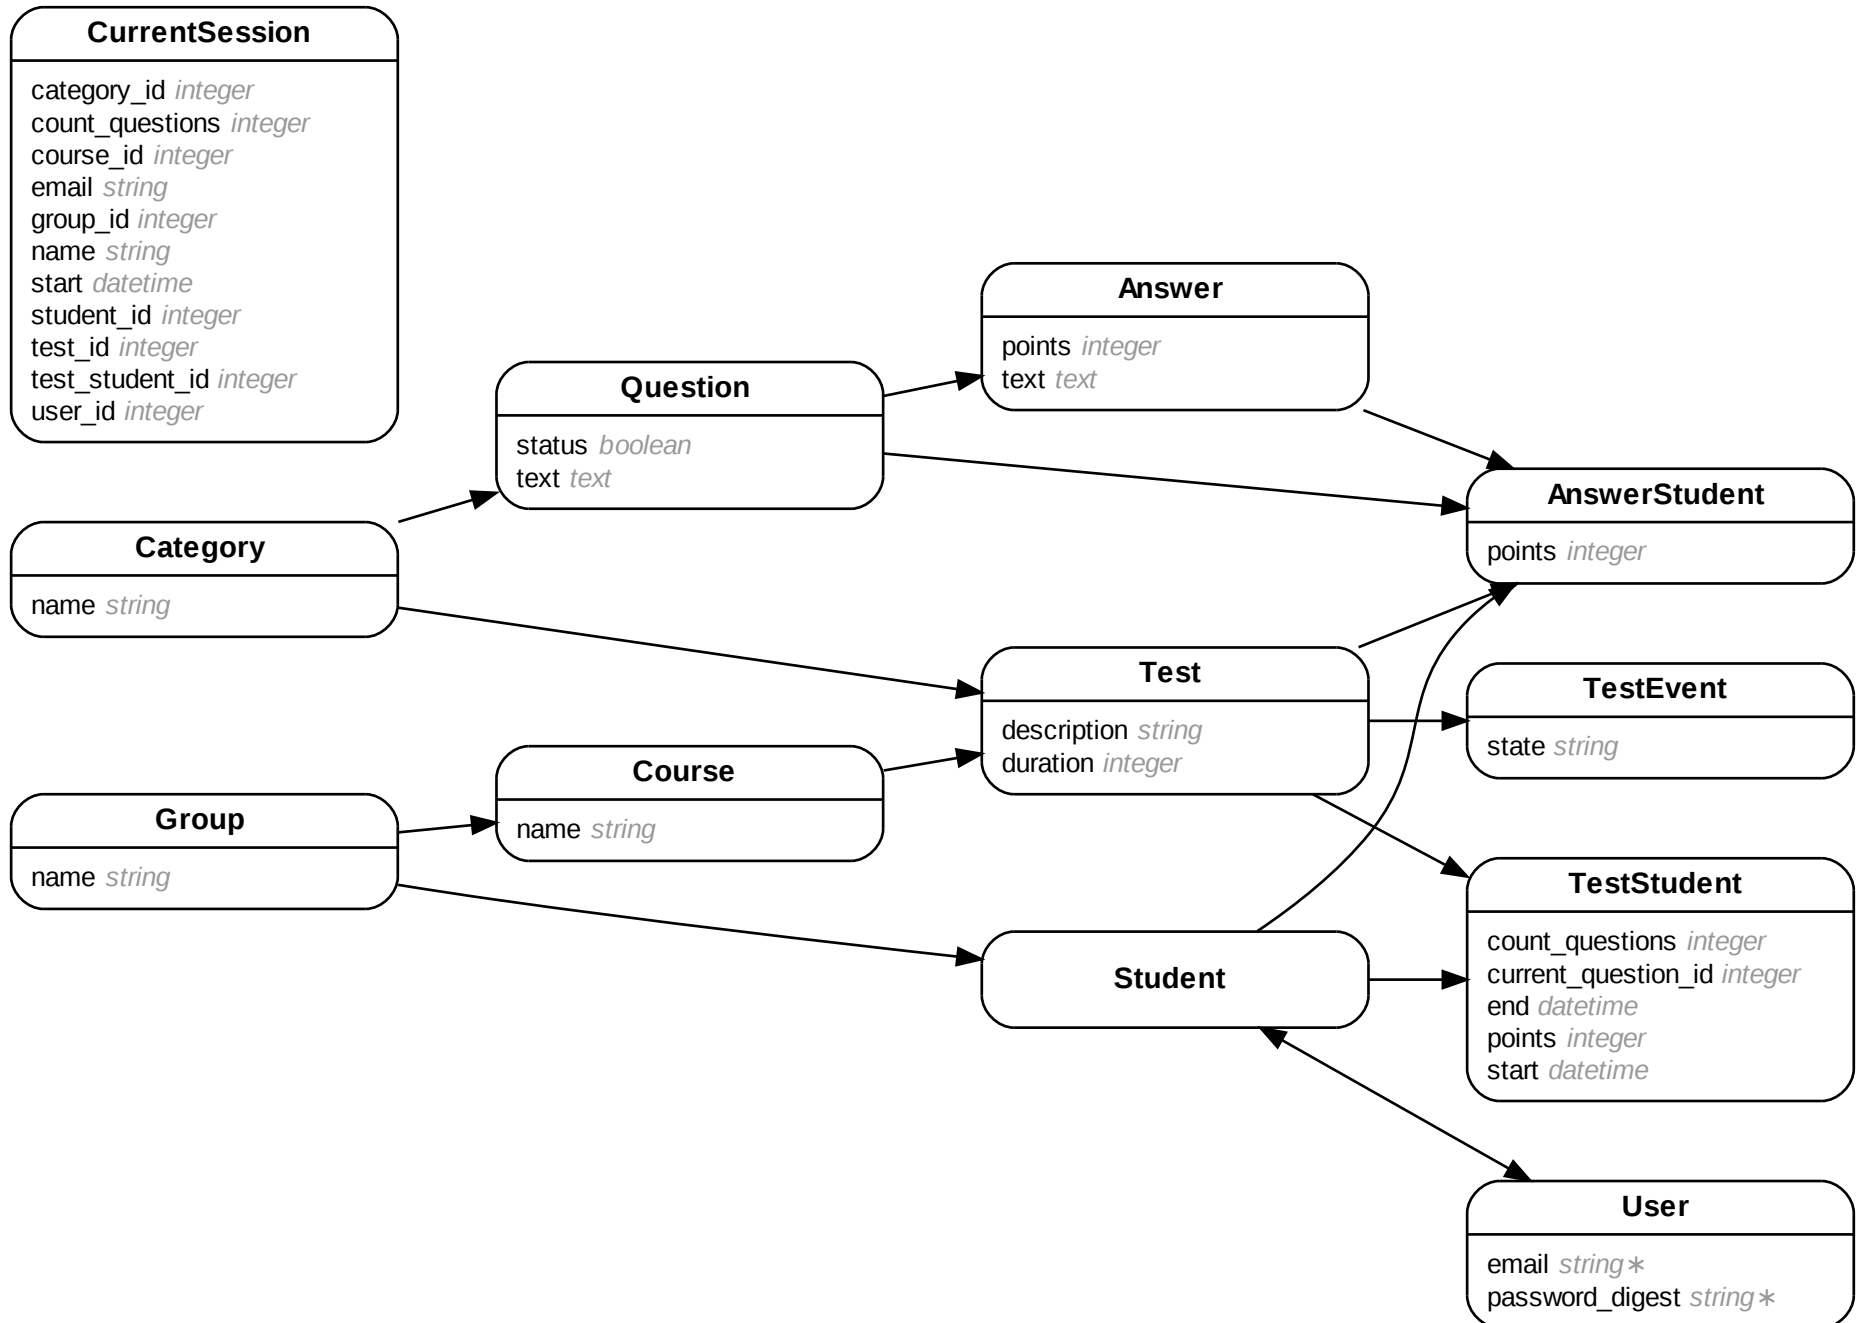 CurrentSession
category_id integer
count_questions integer
course_id integer
email string
group_id integer
name string
start datetime
student_id integer
test_id integer
test_student_id integer
user_id integer
Category
name string
Group
name string
Question
status boolean
text text
Course
name string
Answer
points integer
text text
Test
description string
duration integer
Student
AnswerStudent
points integer
TestEvent
state string
TestStudent
count_questions integer
current_question_id integer
end datetime
points integer
start datetime
User
email string∗
password_digest string∗